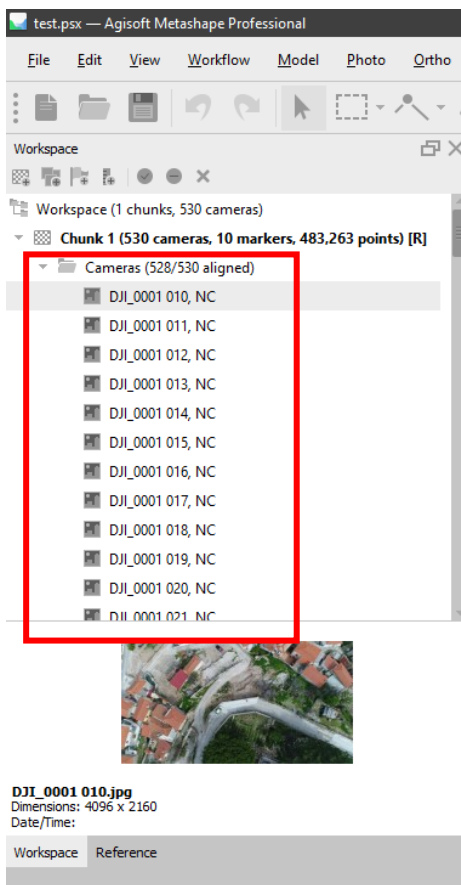 test.psx — Agisoft Metashape Professional
File Edit View Workflow Model Photo Ortho
Workspace
Workspace (1 chunks, 530 cameras)
Chunk 1 (530 cameras, 10 markers, 483,263 points) [R]
Cameras (528/530 aligned)
DJI_0001 010, NC
DJI_0001 011, NC
DJI_0001 012, NC
DJI_0001 013, NC
DJI_0001 014, NC
DJI_0001 015, NC
DJI_0001 016, NC
DJI_0001 017, NC
DJI_0001 018, NC
DJI_0001 019, NC
DJI_0001 020, NC
DJI_0001 021, NC
DJI_0001 010.jpg
Dimensions: 4096 x 2160
Date/Time:
Workspace Reference